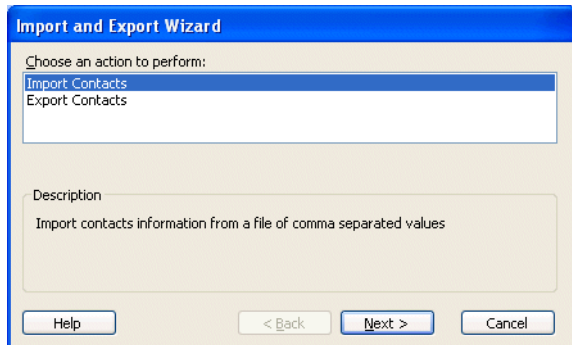 Import and Export Wizard
Choose an action to perform:
Import Contacts
Export Contacts
Description
Import contacts information from a file of comma separated values
Help
< Back
Next >
Cancel